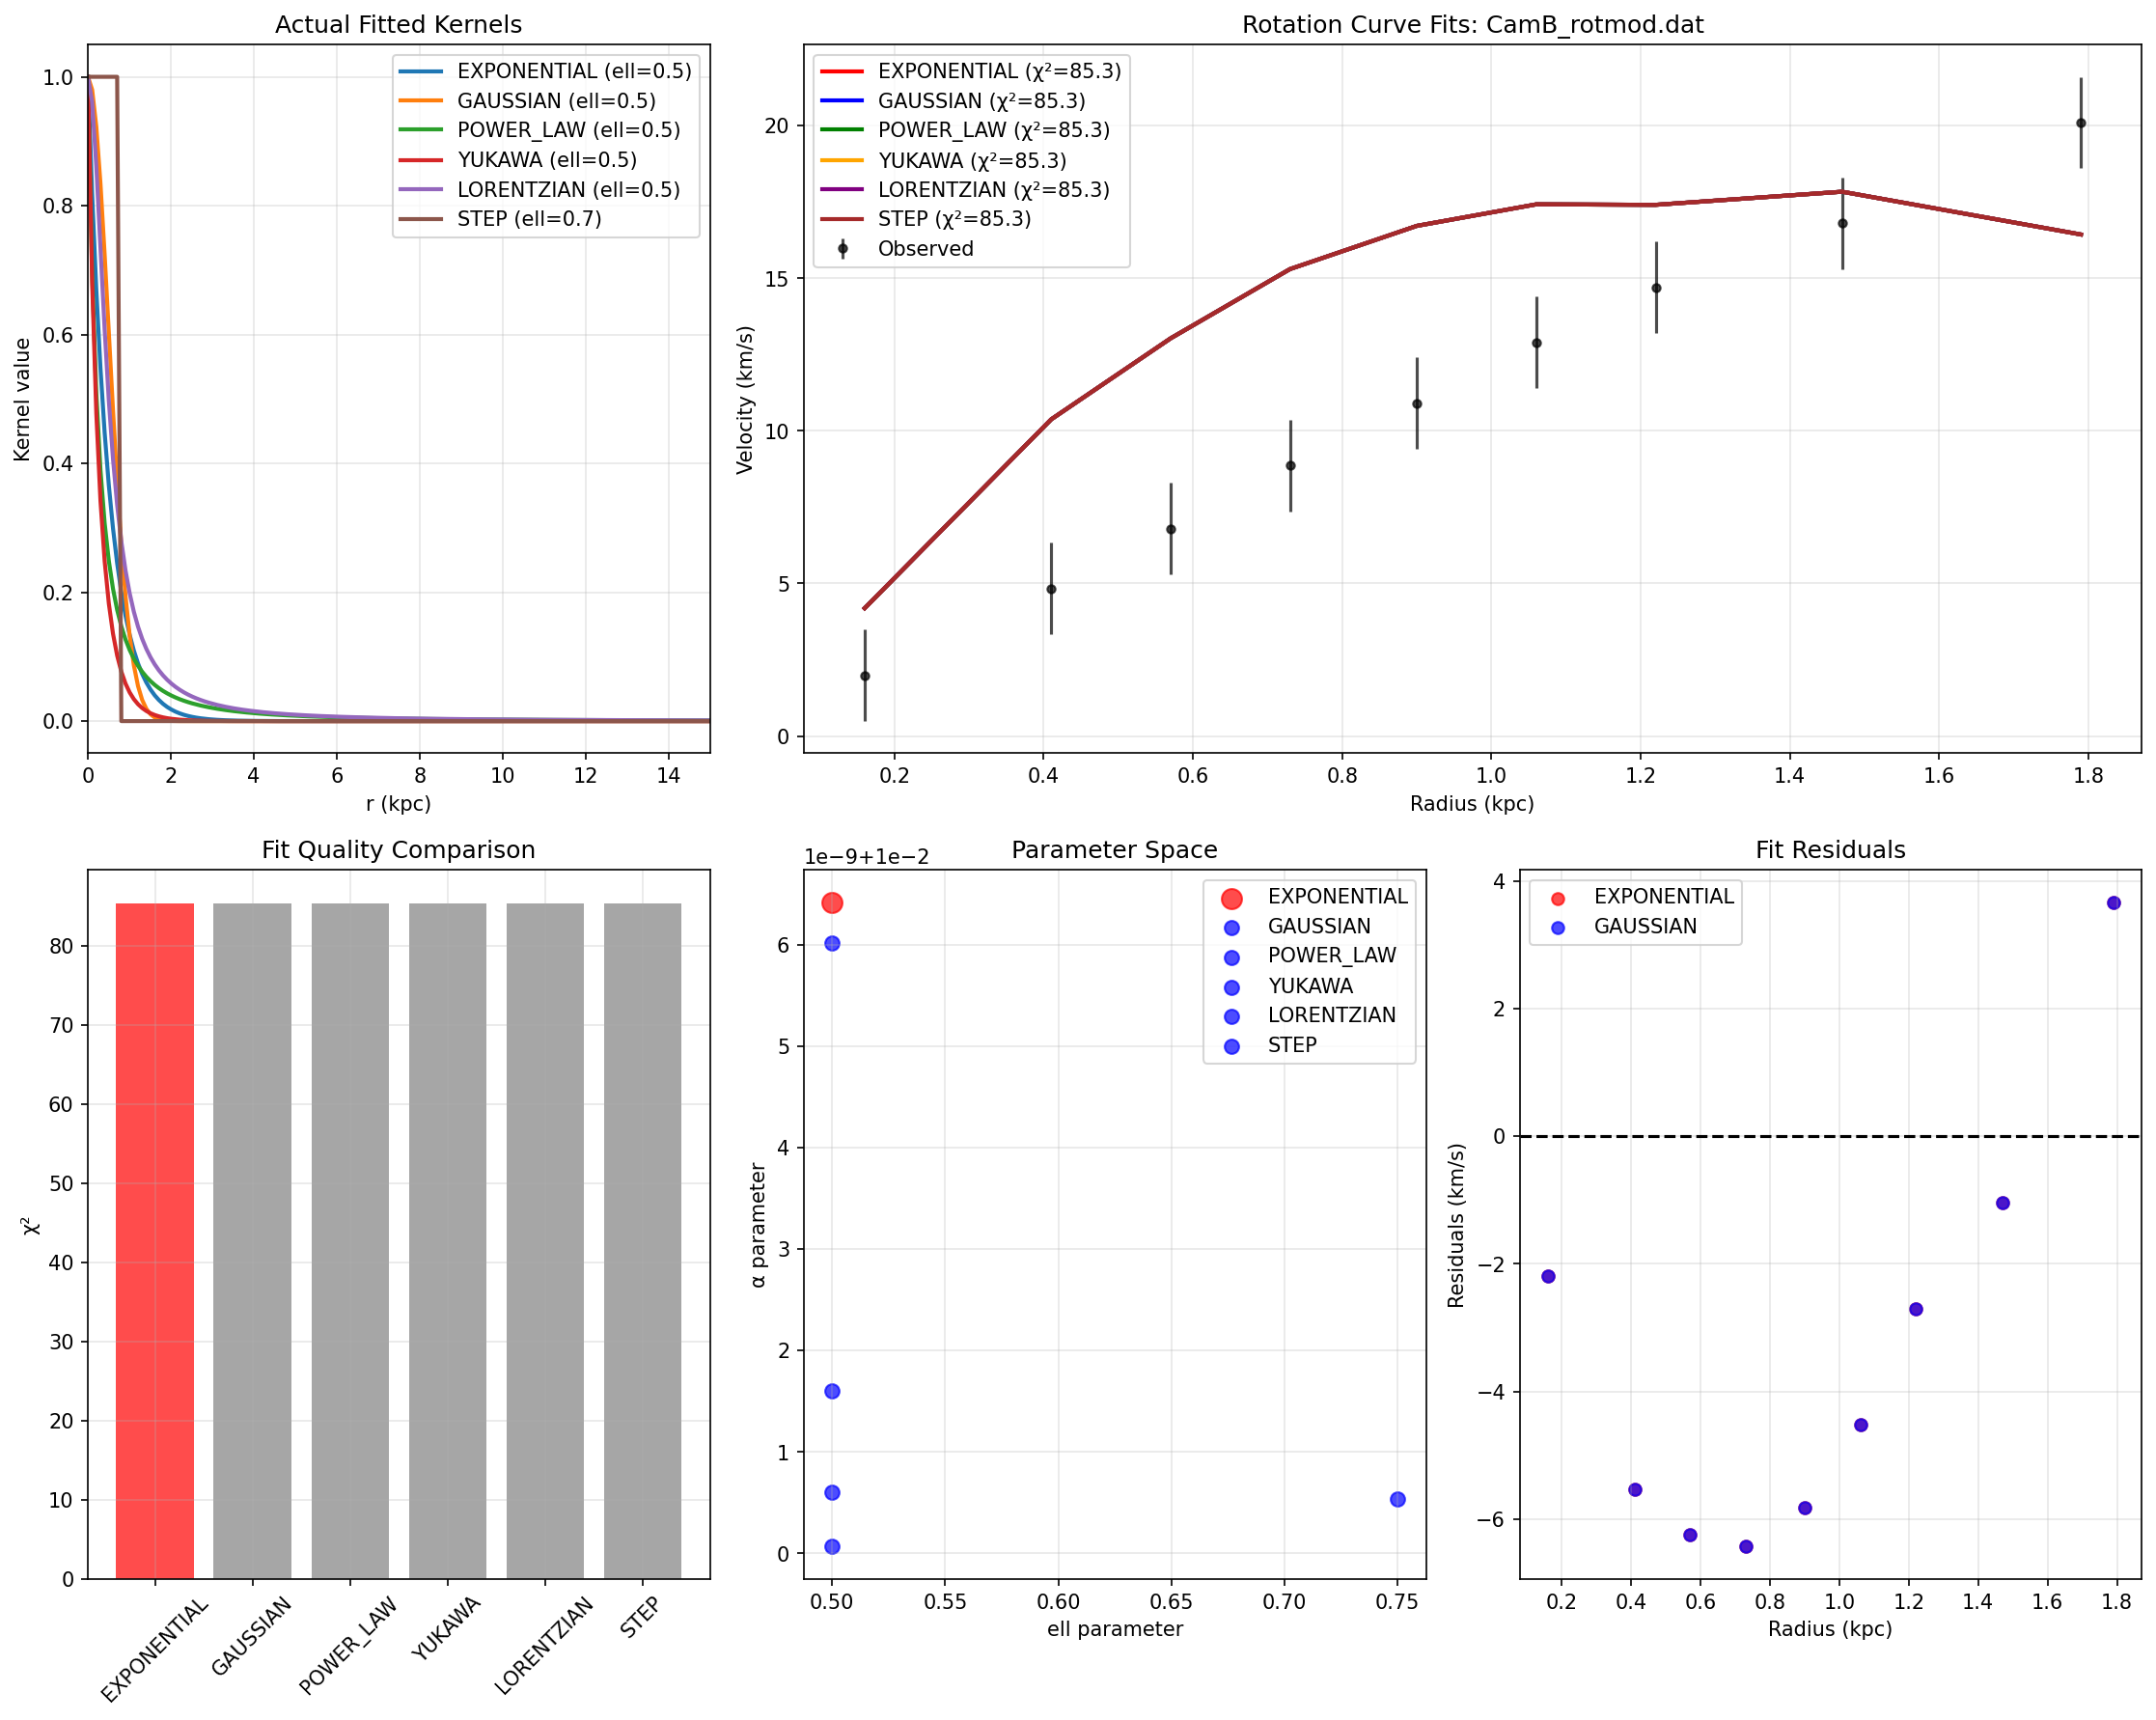 Actual Fitted Kernels
Kernel value
1.0
0.8
0.6
0.4
0.2
0.0
EXPONENTIAL (ell=0.5)
GAUSSIAN (ell=0.5)
POWER_LAW (ell=0.5)
YUKAWA (ell=0.5)
LORENTZIAN (ell=0.5)
STEP (ell=0.7)
0 2 4 6 8 10 12 14
r (kpc)
Rotation Curve Fits: CamB_rotmod.dat
Velocity (km/s)
20
15
10
5
0
EXPONENTIAL (χ²=85.3)
GAUSSIAN (χ²=85.3)
POWER_LAW (χ²=85.3)
YUKAWA (χ²=85.3)
LORENTZIAN (χ²=85.3)
STEP (χ²=85.3)
Observed
0.2 0.4 0.6 0.8 1.0 1.2 1.4 1.6 1.8
Radius (kpc)
Fit Quality Comparison
χ²
80
70
60
50
40
30
20
10
0
EXPONENTIAL
GAUSSIAN
POWER_LAW
YUKAWA
LORENTZIAN
STEP
Parameter Space
1e−9+1e−2
α parameter
6
5
4
3
2
1
0
EXPONENTIAL
GAUSSIAN
POWER_LAW
YUKAWA
LORENTZIAN
STEP
0.50 0.55 0.60 0.65 0.70 0.75
ell parameter
Fit Residuals
Residuals (km/s)
4
2
0
−2
−4
−6
EXPONENTIAL
GAUSSIAN
0.2 0.4 0.6 0.8 1.0 1.2 1.4 1.6 1.8
Radius (kpc)